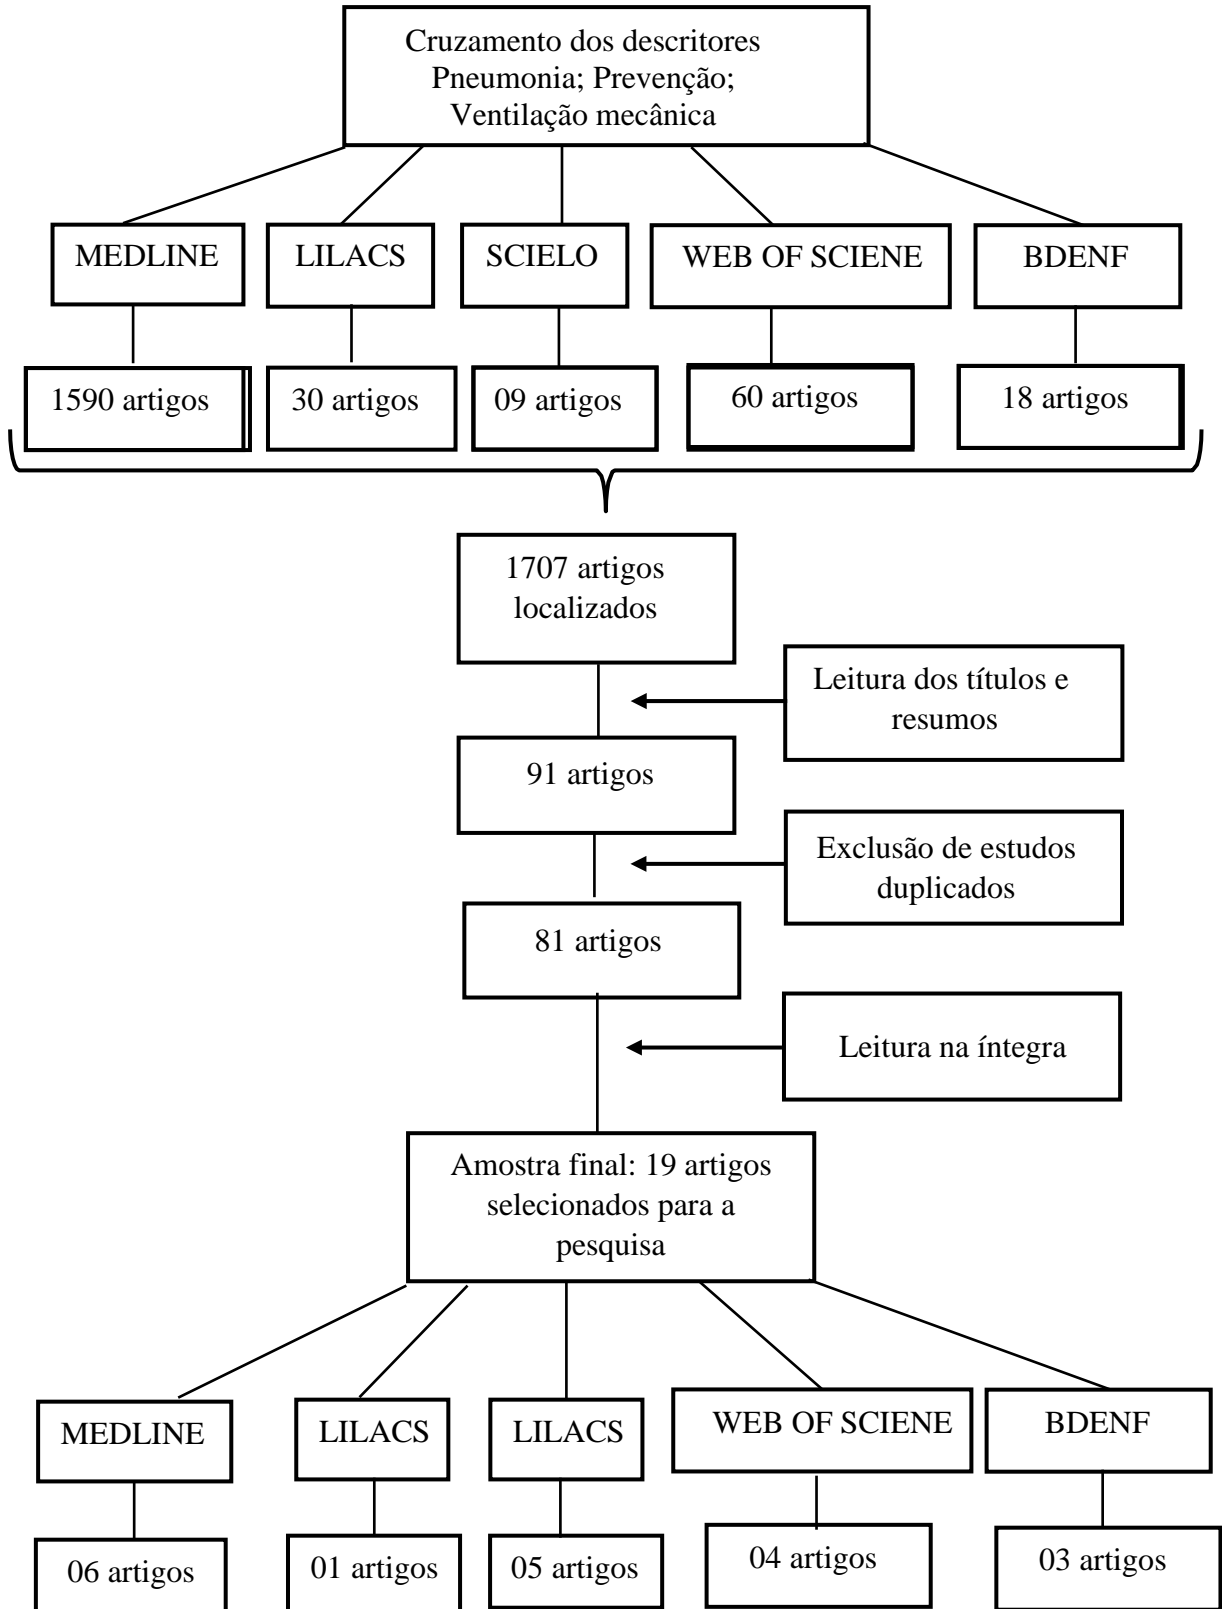 Cruzamento dos descritores
Pneumonia; Prevenção;
Ventilação mecânica
MEDLINE
LILACS
SCIELO
WEB OF SCIENE
BDENF
1590 artigos
30 artigos
09 artigos
60 artigos
18 artigos
1707 artigos
localizados
Leitura dos títulos e
resumos
91 artigos
Exclusão de estudos
duplicados
81 artigos
Leitura na íntegra
Amostra final: 19 artigos
selecionados para a
pesquisa
MEDLINE
LILACS
LILACS
WEB OF SCIENE
BDENF
06 artigos
01 artigos
05 artigos
04 artigos
03 artigos